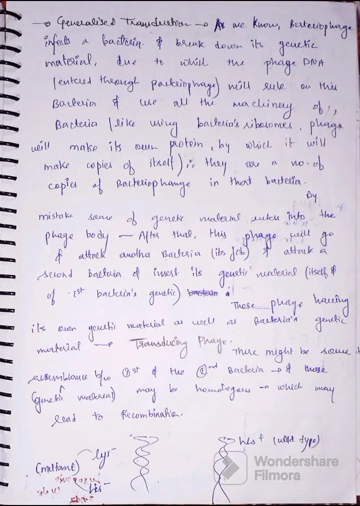 → Generalised Transduction → As we know, Bacteriophage
infects a bacteria & break down its genetic
material, due to which the phage DNA
(entered through Bacteriophage) will rule on this
Bacteria & use all the machinery of
Bacteria (like using bacteria's ribosomes, phage
will make its own protein, by which it will
make copies of itself) ∴ they are a no. of
copies of Bacteriophage in that bacteria.
By
mistake some of genetic material enters into the
Phage body — After that, this phage will go
& attack another Bacteria (its job) & attack a
second bacteria & insert its genetic material (itself &
of 1st bacteria's genetic)
These phage having
its own genetic material as well as Bacteria's genetic
material → Transducing Phage.
There might be some
resemblance b/w 1st & the 2nd Bacteria → & these
(genetic material) may be homologous → which may
lead to Recombination.
lys-
his+ (wild type)
(mutant)
his-
Wondershare
Filmora